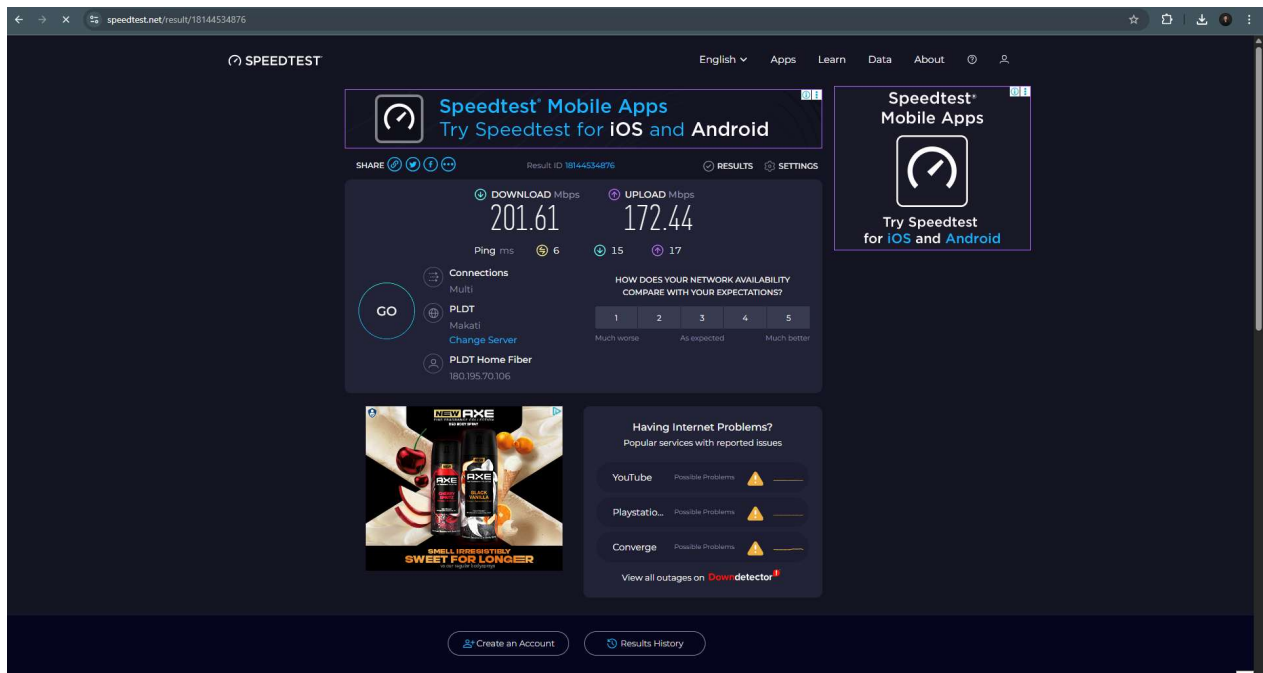 speedtest.net/result/18144534876
SPEEDTEST
English Apps Learn Data About
Speedtest® Mobile Apps
Try Speedtest for iOS and Android
Speedtest®
Mobile Apps
Try Speedtest
for iOS and Android
SHARE Result ID 18144534876 RESULTS SETTINGS
DOWNLOAD Mbps UPLOAD Mbps
201.61 172.44
Ping ms 6 15 17
GO
Connections
Multi
PLDT
Makati
Change Server
PLDT Home Fiber
180.195.70.106
HOW DOES YOUR NETWORK AVAILABILITY
COMPARE WITH YOUR EXPECTATIONS?
1 2 3 4 5
Much worse As expected Much better
NEW AXE
FINE FRAGRANCE COLLECTION
AXE
CHERRY
AXE
BLACK
VANILLA
SMELL IRRESISTIBLY
SWEET FOR LONGER
Having Internet Problems?
Popular services with reported issues
YouTube Possible Problems
Playstatio... Possible Problems
Converge Possible Problems
View all outages on Downdetector
Create an Account Results History